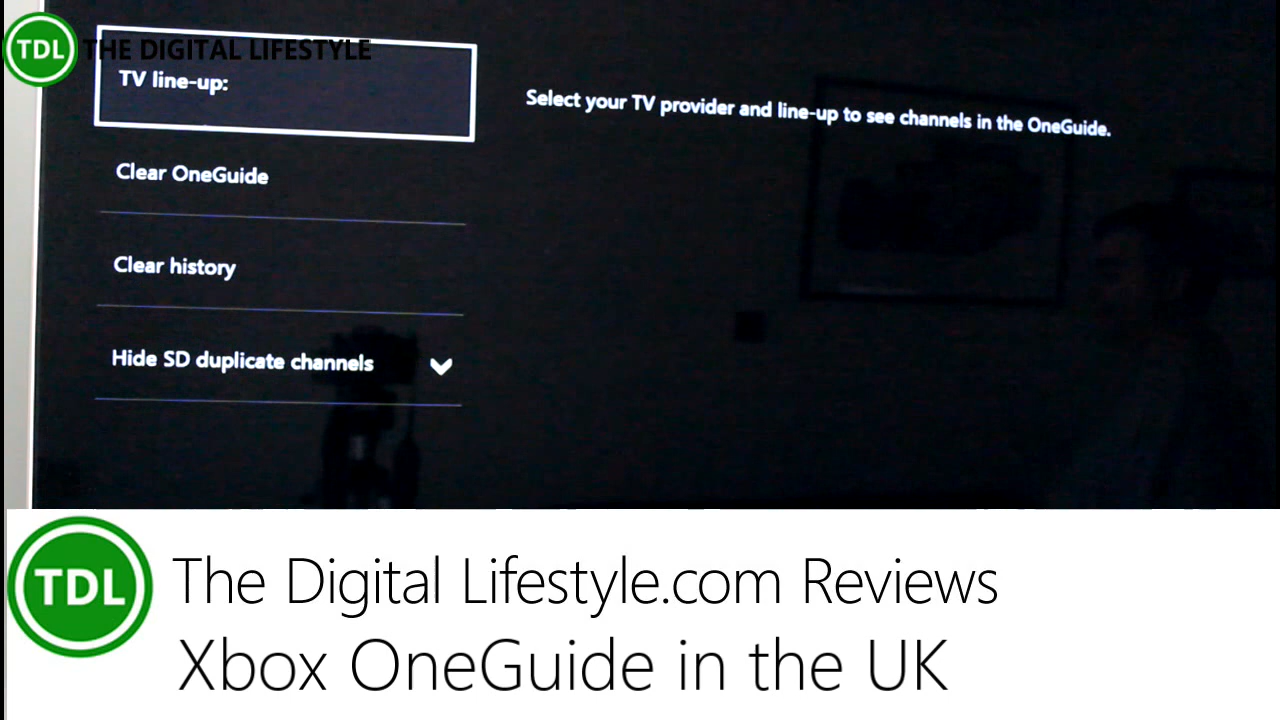 TDL THE DIGITAL LIFESTYLE
TV line-up:
Select your TV provider and line-up to see channels in the OneGuide.
Clear OneGuide
Clear history
Hide SD duplicate channels
TDL
The Digital Lifestyle.com Reviews
Xbox OneGuide in the UK